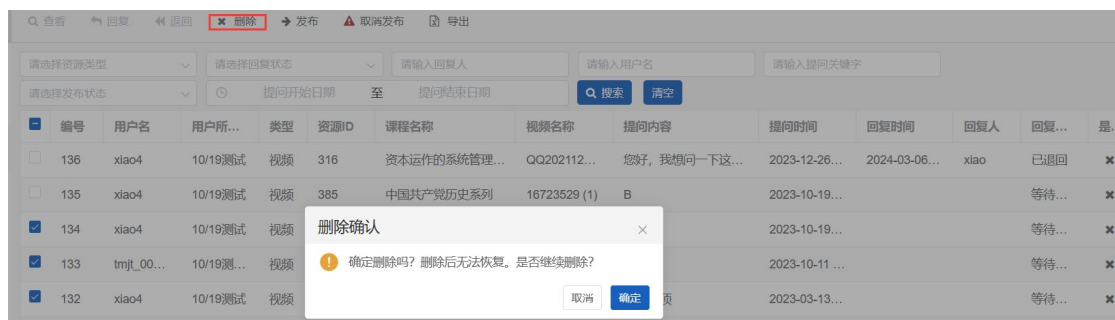 查看 回复 退回 删除 发布 取消发布 导出
请选择资源类型 请选择回复状态 请输入回复人 请输入用户名 请输入提问关键字
请选择发布状态 提问开始日期 至 提问结束日期 搜索 清空
编号 用户名 用户所... 类型 资源ID 课程名称 视频名称 提问内容 提问时间 回复时间 回复人 回复... 是...
136 xiao4 10/19测试 视频 316 资本运作的系统管理... QQ202112... 您好，我想问一下这... 2023-12-26... 2024-03-06... xiao 已退回
135 xiao4 10/19测试 视频 385 中国共产党历史系列 16723529 (1) B 2023-10-19... 等待...
134 xiao4 10/19测试 视频 2023-10-19... 等待...
133 tmjt_00... 10/19测... 视频 2023-10-11 ... 等待...
132 xiao4 10/19测试 视频 2023-03-13... 等待...
删除确认
确定删除吗？删除后无法恢复。是否继续删除？
取消 确定